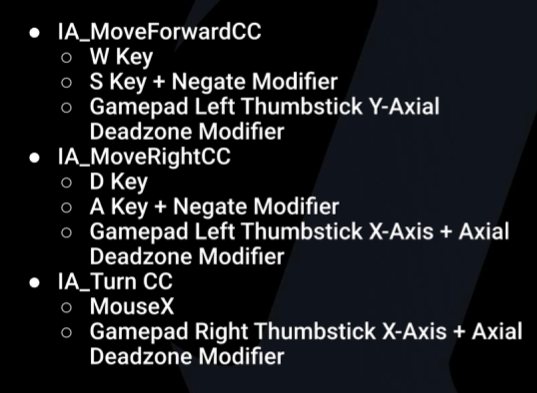 ● IA_MoveForwardCC
○ W Key
○ S Key + Negate Modifier
○ Gamepad Left Thumbstick Y-Axial
Deadzone Modifier
● IA_MoveRightCC
○ D Key
○ A Key + Negate Modifier
○ Gamepad Left Thumbstick X-Axis + Axial
Deadzone Modifier
● IA_Turn CC
○ MouseX
○ Gamepad Right Thumbstick X-Axis + Axial
Deadzone Modifier